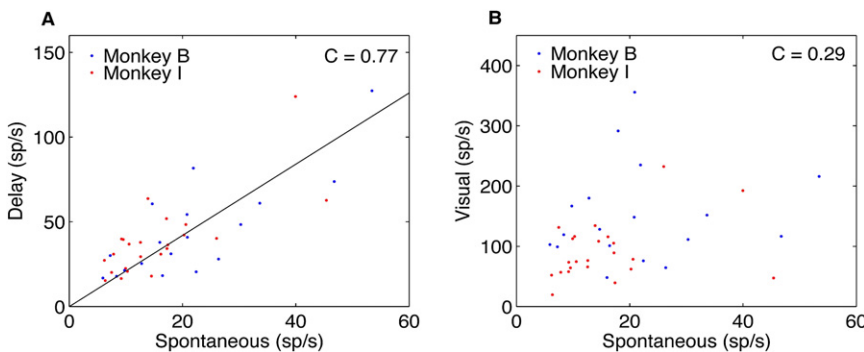 A
Monkey B
Monkey I
C = 0.77
150
100
50
0
Delay (sp/s)
0
20
40
60
Spontaneous (sp/s)
B
Monkey B
Monkey I
C = 0.29
400
300
200
100
0
Visual (sp/s)
0
20
40
60
Spontaneous (sp/s)